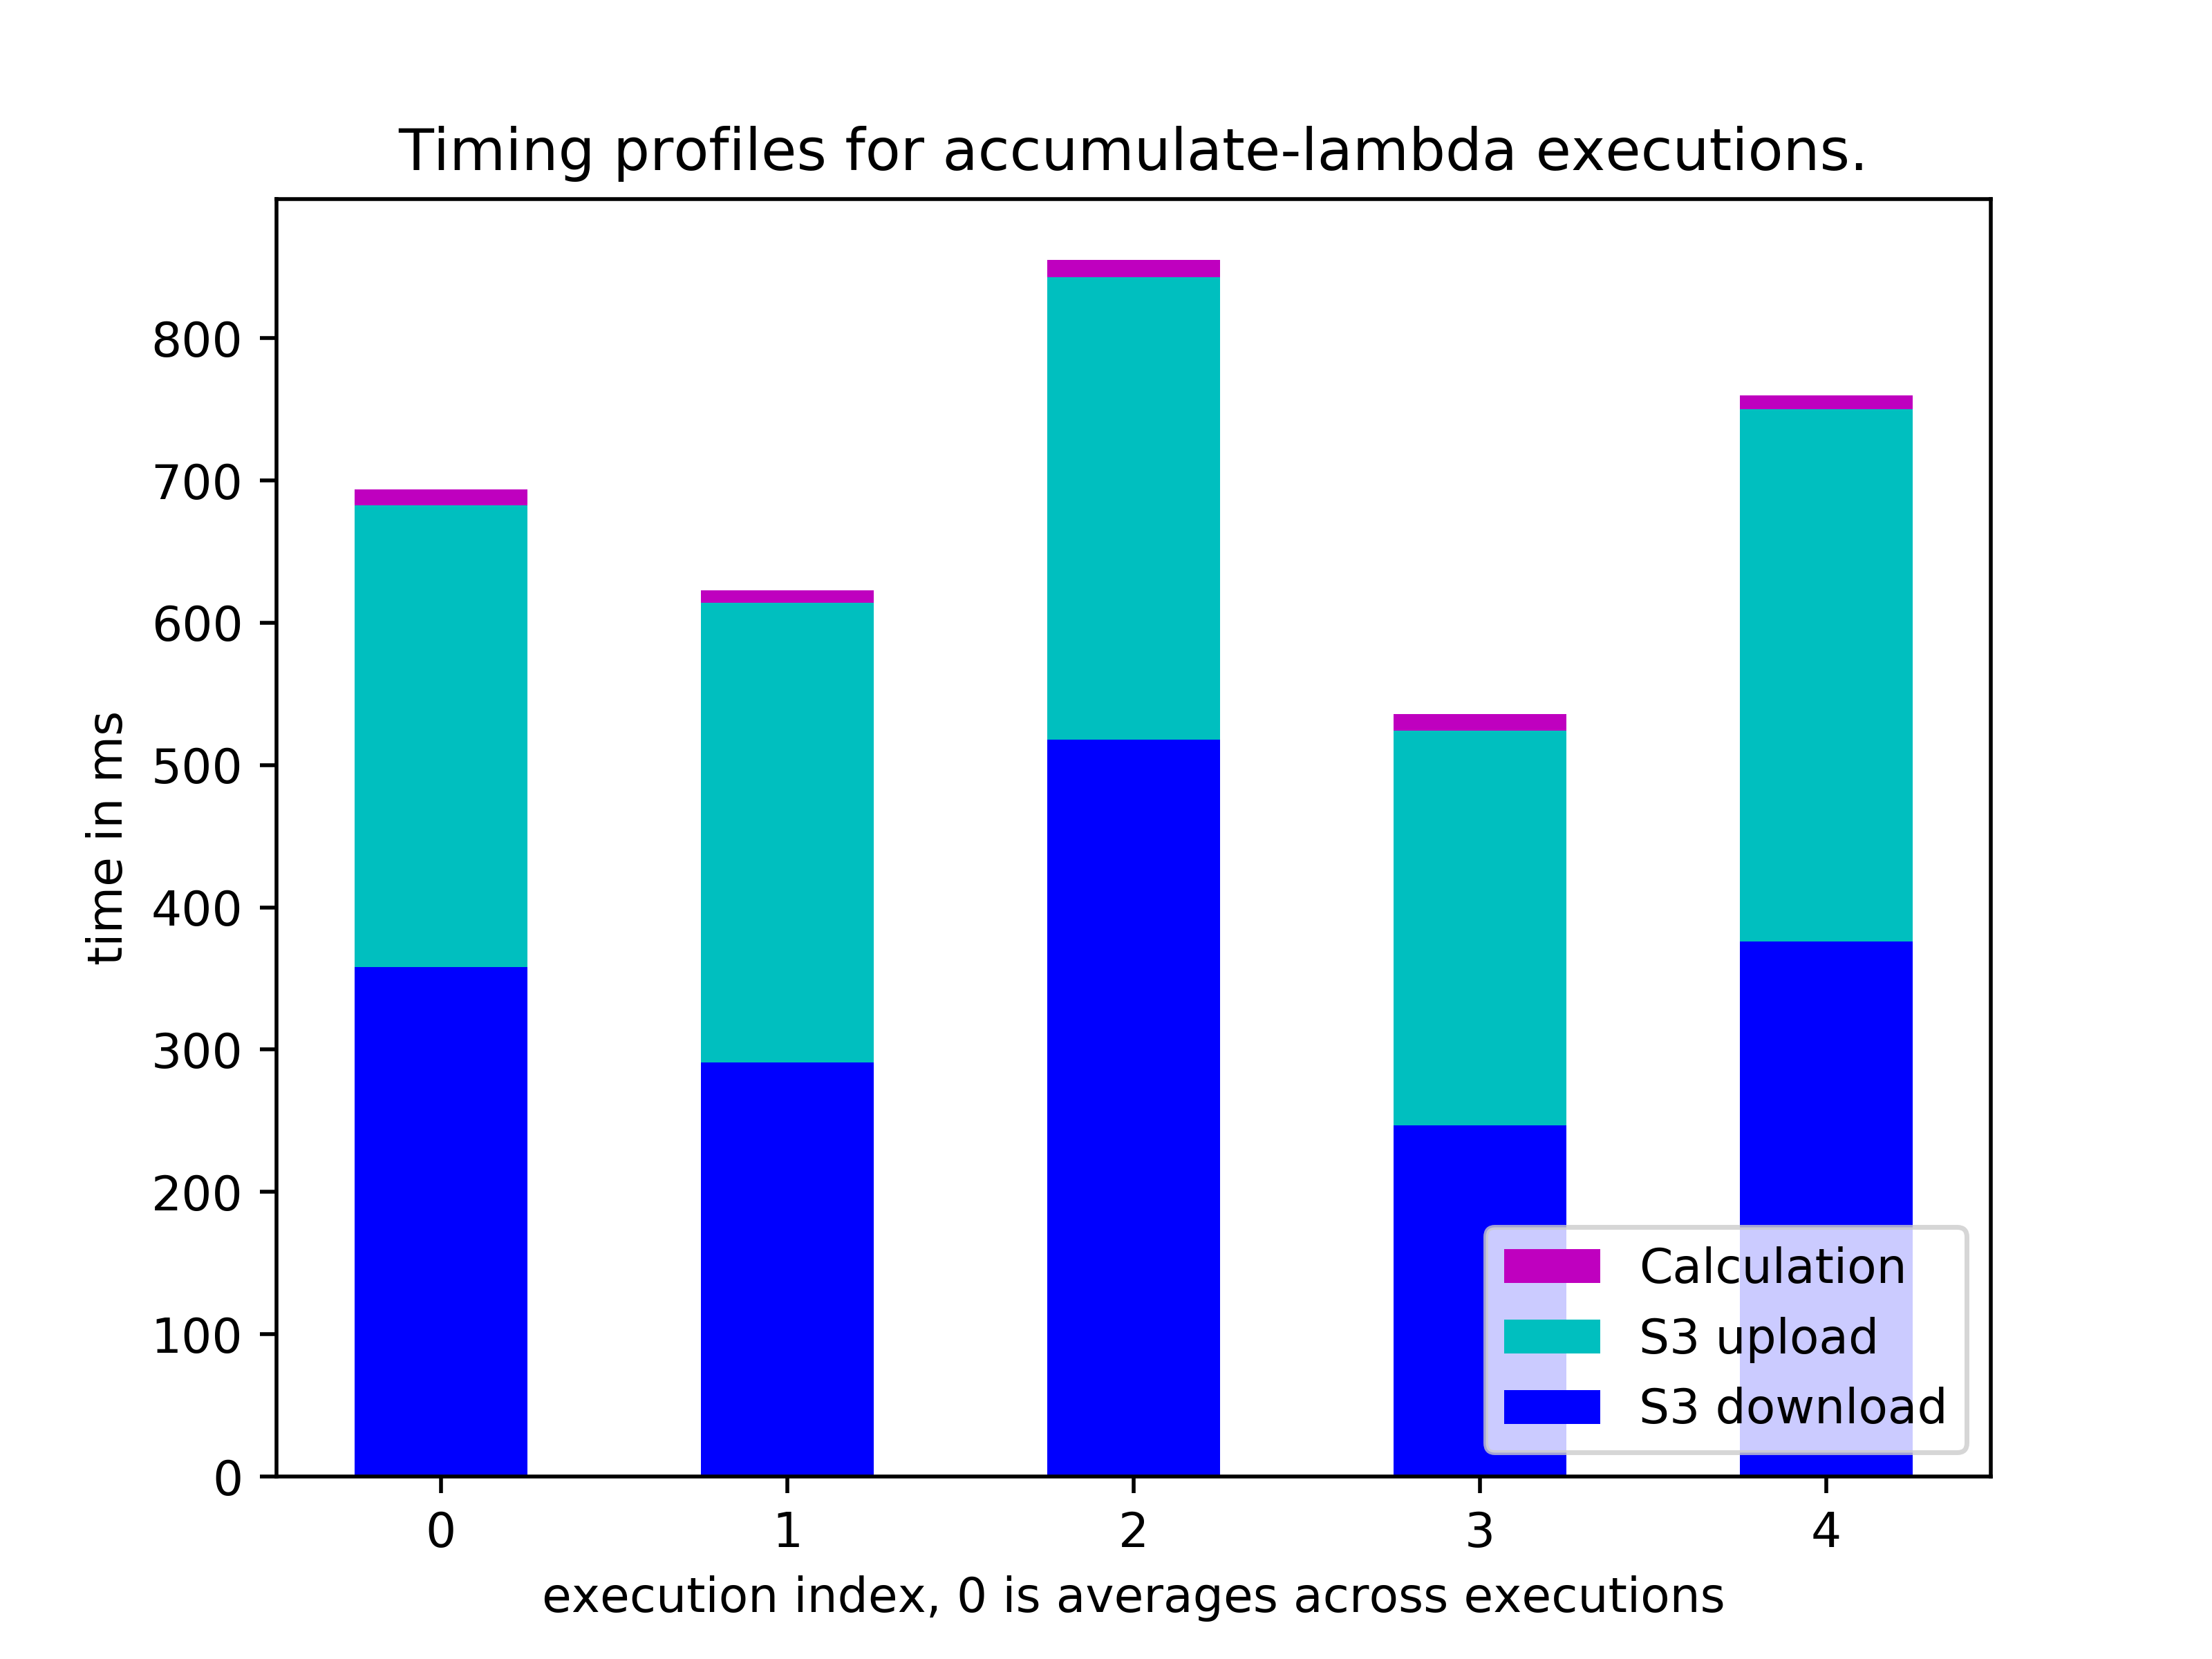 Timing profiles for accumulate-lambda executions.
800
700
600
500
400
300
200
100
0
time in ms
Calculation
S3 upload
S3 download
0 1 2 3 4
execution index, 0 is averages across executions